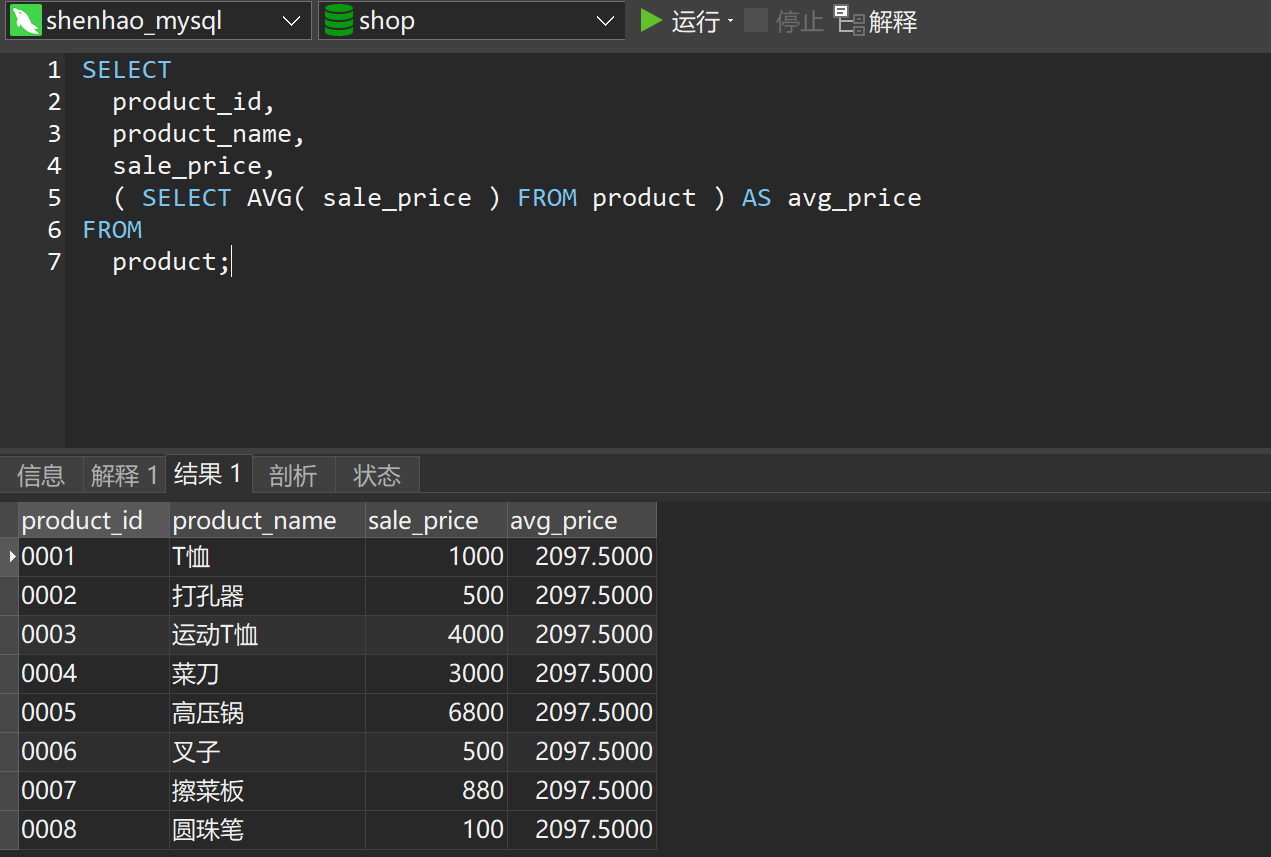 shenhao_mysql shop 运行 停止 解释
1 SELECT
2 product_id,
3 product_name,
4 sale_price,
5 ( SELECT AVG( sale_price ) FROM product ) AS avg_price
6 FROM
7 product;
信息 解释 1 结果 1 剖析 状态
product_id product_name sale_price avg_price
0001 T恤 1000 2097.5000
0002 打孔器 500 2097.5000
0003 运动T恤 4000 2097.5000
0004 菜刀 3000 2097.5000
0005 高压锅 6800 2097.5000
0006 叉子 500 2097.5000
0007 擦菜板 880 2097.5000
0008 圆珠笔 100 2097.5000